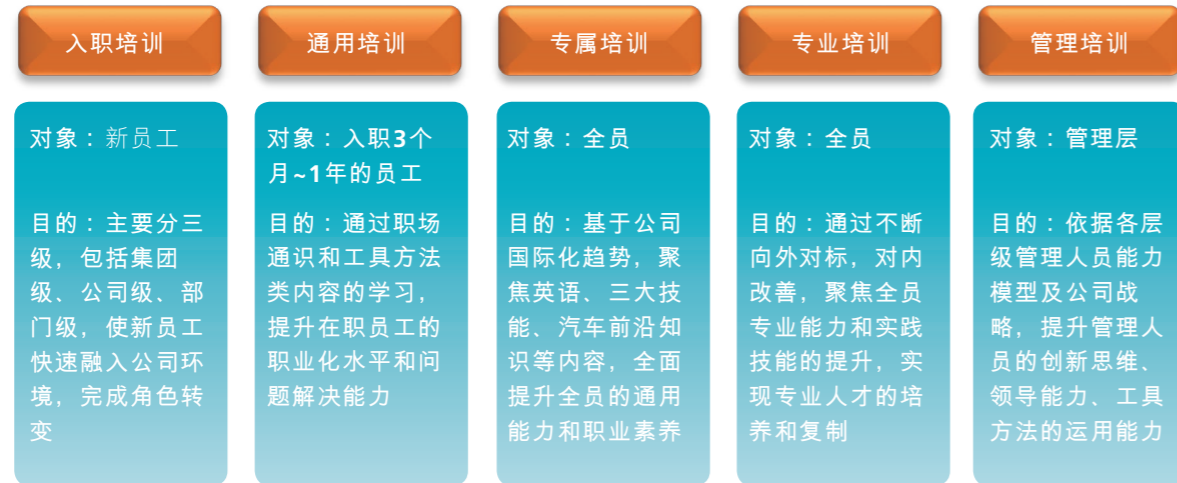 入职培训
通用培训
专属培训
专业培训
管理培训
对象：新员工
目的：主要分三
级，包括集团
级、公司级、部
门级，使新员工
快速融入公司环
境，完成角色转
变
对象：入职3个
月~1年的员工
目的：通过职场
通识和工具方法
类内容的学习，
提升在职员工的
职业化水平和问
题解决能力
对象：全员
目的：基于公司
国际化趋势，聚
焦英语、三大技
能、汽车前沿知
识等内容，全面
提升全员的通用
能力和职业素养
对象：全员
目的：通过不断
向外对标，对内
改善，聚焦全员
专业能力和实践
技能的提升，实
现专业人才的培
养和复制
对象：管理层
目的：依据各层
级管理人员能力
模型及公司战
略，提升管理人
员的创新思维、
领导能力、工具
方法的运用能力